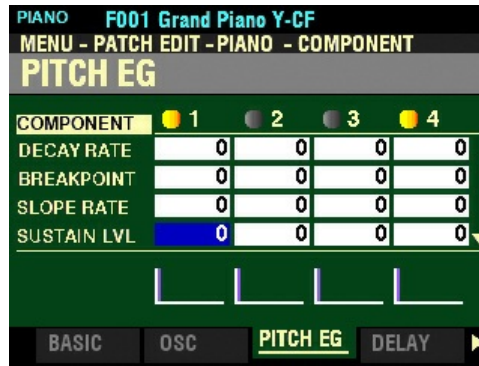 PIANO F001 Grand Piano Y-CF
MENU - PATCH EDIT - PIANO - COMPONENT
PITCH EG
COMPONENT 1 2 3 4
DECAY RATE 0 0 0 0
BREAKPOINT 0 0 0 0
SLOPE RATE 0 0 0 0
SUSTAIN LVL 0 0 0 0
BASIC OSC PITCH EG DELAY